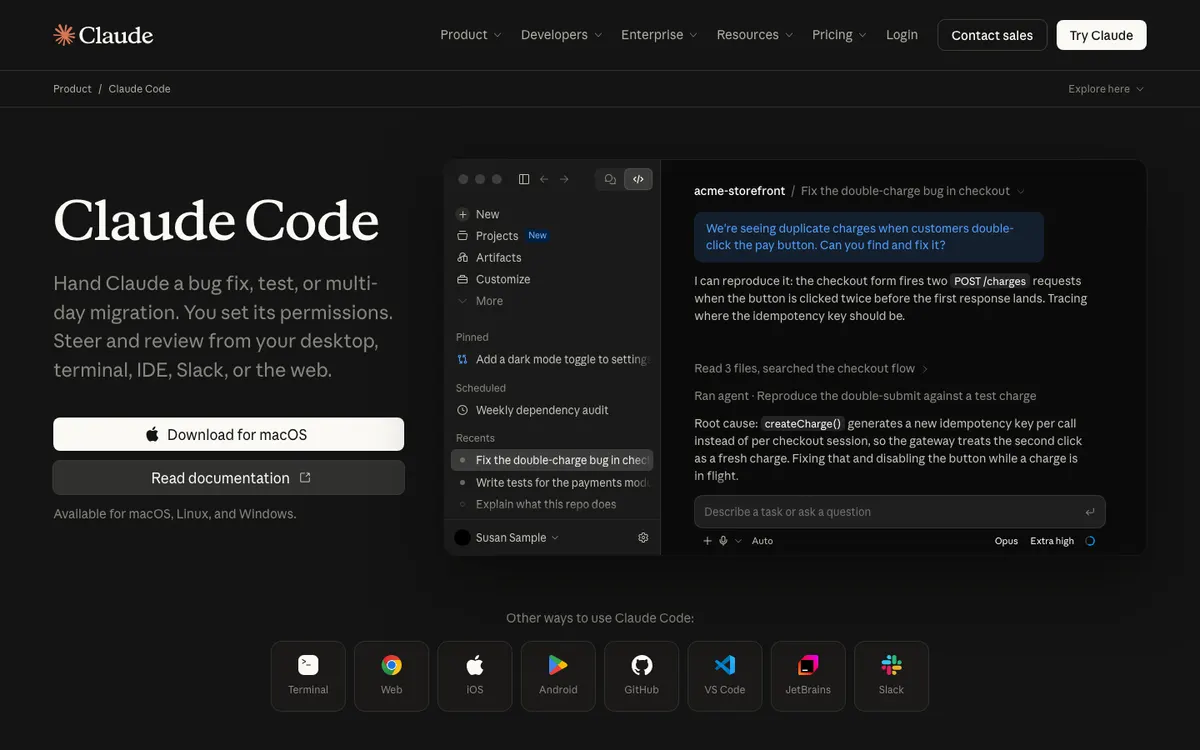 Claude
Product
Developers
Enterprise
Resources
Pricing
Login
Contact sales
Try Claude
Product / Claude Code
Explore here
Claude Code
Hand Claude a bug fix, test, or multi-
day migration. You set its permissions.
Steer and review from your desktop,
terminal, IDE, Slack, or the web.
Download for macOS
Read documentation
Available for macOS, Linux, and Windows.
New
Projects New
Artifacts
Customize
More
Pinned
Add a dark mode toggle to setting
Scheduled
Weekly dependency audit
Recents
Fix the double-charge bug in chec
Write tests for the payments modu
Explain what this repo does
Susan Sample
acme-storefront / Fix the double-charge bug in checkout
We're seeing duplicate charges when customers double-
click the pay button. Can you find and fix it?
I can reproduce it: the checkout form fires two POST /charges requests
when the button is clicked twice before the first response lands. Tracing
where the idempotency key should be.
Read 3 files, searched the checkout flow
Ran agent · Reproduce the double-submit against a test charge
Root cause: createCharge() generates a new idempotency key per call
instead of per checkout session, so the gateway treats the second click
as a fresh charge. Fixing that and disabling the button while a charge is
in flight.
Describe a task or ask a question
Auto
Opus
Extra high
Other ways to use Claude Code:
Terminal
Web
iOS
Android
GitHub
VS Code
JetBrains
Slack